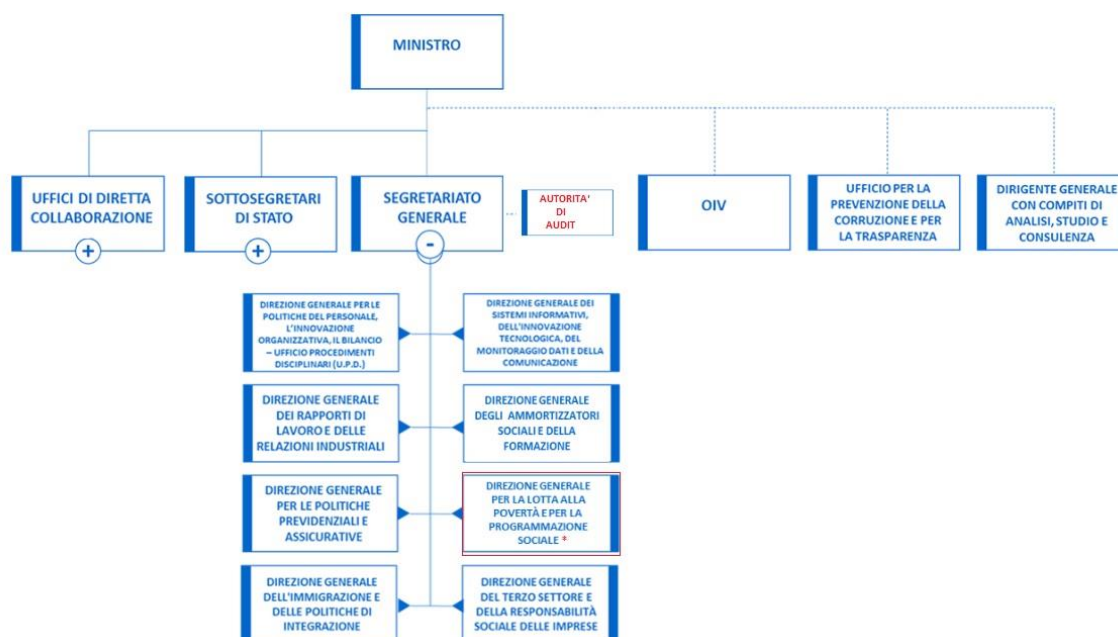 MINISTRO
UFFICI DI DIRETTA
COLLABORAZIONE
+
SOTTOSEGRETARI
DI STATO
+
SEGRETARIATO
GENERALE
-
AUTORITA'
DI
AUDIT
OIV
UFFICIO PER LA
PREVENZIONE DELLA
CORRUZIONE E PER
LA TRASPARENZA
DIRIGENTE GENERALE
CON COMPITI DI
ANALISI, STUDIO E
CONSULENZA
DIREZIONE GENERALE PER LE
POLITICHE DEL PERSONALE,
L'INNOVAZIONE
ORGANIZZATIVA, IL BILANCIO
– UFFICIO PROCEDIMENTI
DISCIPLINARI (U.P.D.)
DIREZIONE GENERALE DEI
SISTEMI INFORMATIVI,
DELL'INNOVAZIONE
TECNOLOGICA, DEL
MONITORAGGIO DATI E DELLA
COMUNICAZIONE
DIREZIONE GENERALE
DEI RAPPORTI DI
LAVORO E DELLE
RELAZIONI INDUSTRIALI
DIREZIONE GENERALE
DEGLI AMMORTIZZATORI
SOCIALI E DELLA
FORMAZIONE
DIREZIONE GENERALE
PER LE POLITICHE
PREVIDENZIALI E
ASSICURATIVE
DIREZIONE GENERALE
PER LA LOTTA ALLA
POVERTÀ E PER LA
PROGRAMMAZIONE
SOCIALE *
DIREZIONE GENERALE
DELL'IMMIGRAZIONE E
DELLE POLITICHE DI
INTEGRAZIONE
DIREZIONE GENERALE
DEL TERZO SETTORE E
DELLA RESPONSABILITÀ
SOCIALE DELLE IMPRESE